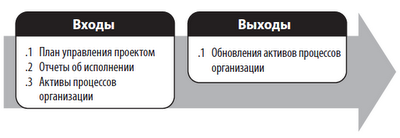 Входы
.1 План управления проектом
.2 Отчеты об исполнении
.3 Активы процессов
организации
Выходы
.1 Обновления активов процессов
организации